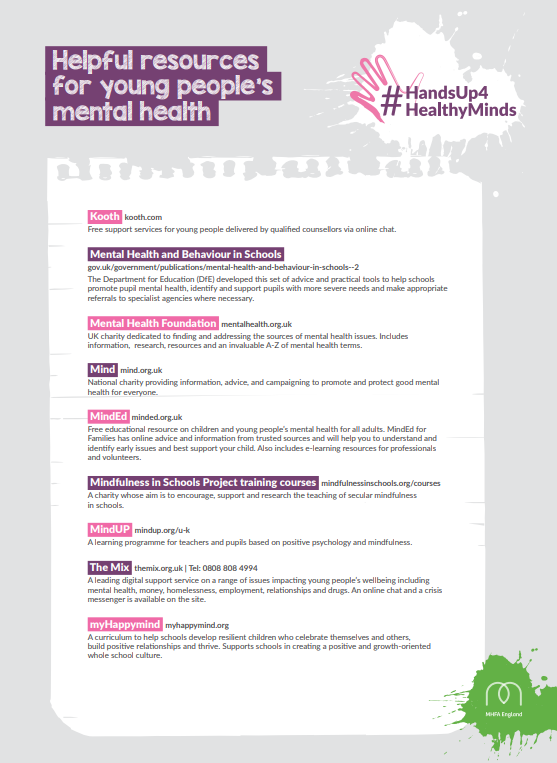 Helpful resources
for young people's
mental health
#HandsUp4
HealthyMinds
Kooth kooth.com
Free support services for young people delivered by qualified counsellors via online chat.
Mental Health and Behaviour in Schools
gov.uk/government/publications/mental-health-and-behaviour-in-schools--2
The Department for Education (DfE) developed this set of advice and practical tools to help schools
promote pupil mental health, identify and support pupils with more severe needs and make appropriate
referrals to specialist agencies where necessary.
Mental Health Foundation mentalhealth.org.uk
UK charity dedicated to finding and addressing the sources of mental health issues. Includes
information, research, resources and an invaluable A-Z of mental health terms.
Mind mind.org.uk
National charity providing information, advice, and campaigning to promote and protect good mental
health for everyone.
MindEd minded.org.uk
Free educational resource on children and young people's mental health for all adults. MindEd for
Families has online advice and information from trusted sources and will help you to understand and
identify early issues and best support your child. Also includes e-learning resources for professionals
and volunteers.
Mindfulness in Schools Project training courses mindfulnessinschools.org/courses
A charity whose aim is to encourage, support and research the teaching of secular mindfulness
in schools.
MindUP mindup.org/u-k
A learning programme for teachers and pupils based on positive psychology and mindfulness.
The Mix themix.org.uk | Tel: 0808 808 4994
A leading digital support service on a range of issues impacting young people's wellbeing including
mental health, money, homelessness, employment, relationships and drugs. An online chat and a crisis
messenger is available on the site.
myHappymind myhappymind.org
A curriculum to help schools develop resilient children who celebrate themselves and others,
build positive relationships and thrive. Supports schools in creating a positive and growth-oriented
whole school culture.
MHFA England